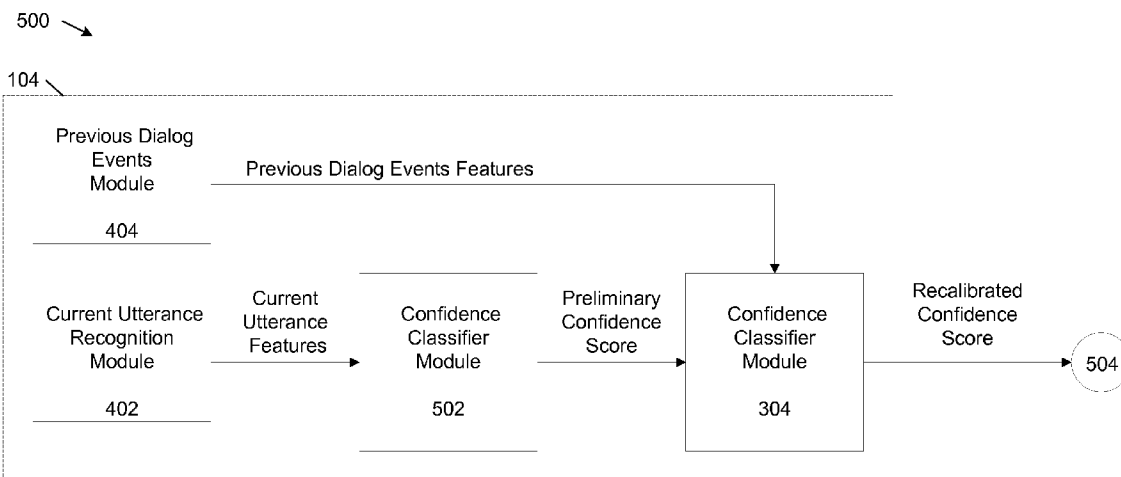 500
104
Previous Dialog
Events
Module
404
Previous Dialog Events Features
Current Utterance
Recognition
Module
402
Current
Utterance
Features
Confidence
Classifier
Module
502
Preliminary
Confidence
Score
Confidence
Classifier
Module
304
Recalibrated
Confidence
Score
504